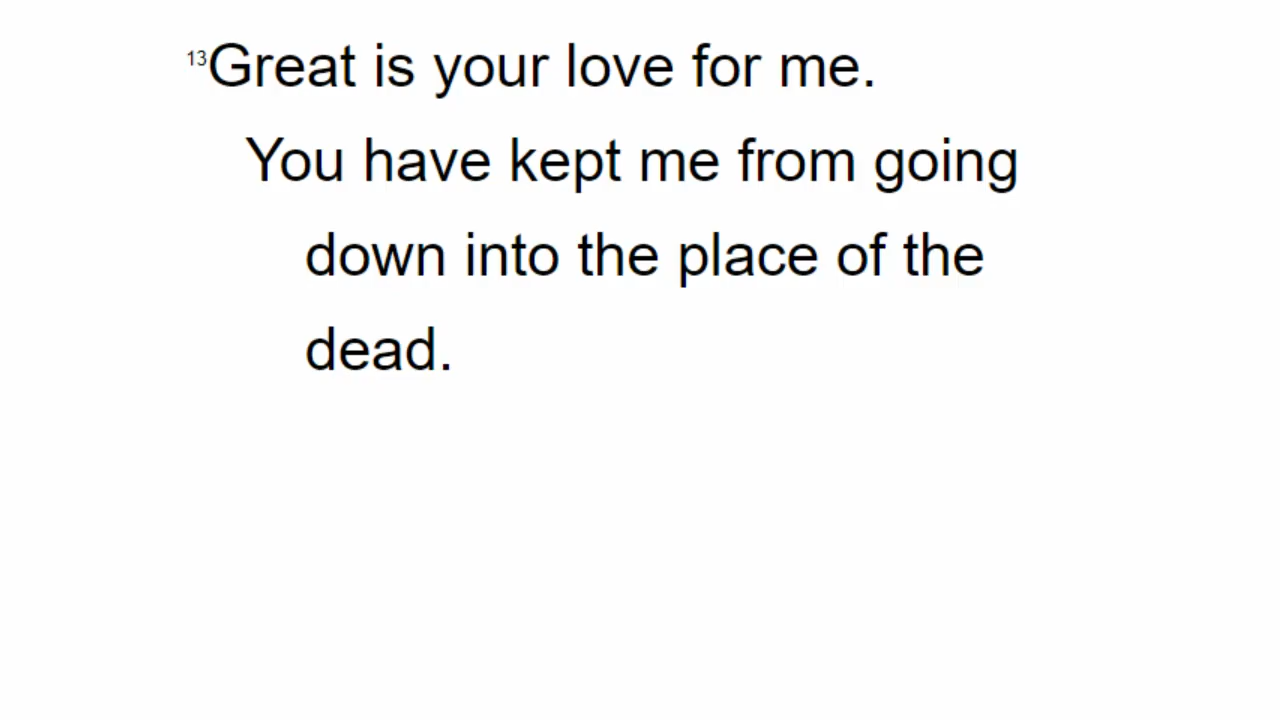 13Great is your love for me.
You have kept me from going
down into the place of the
dead.